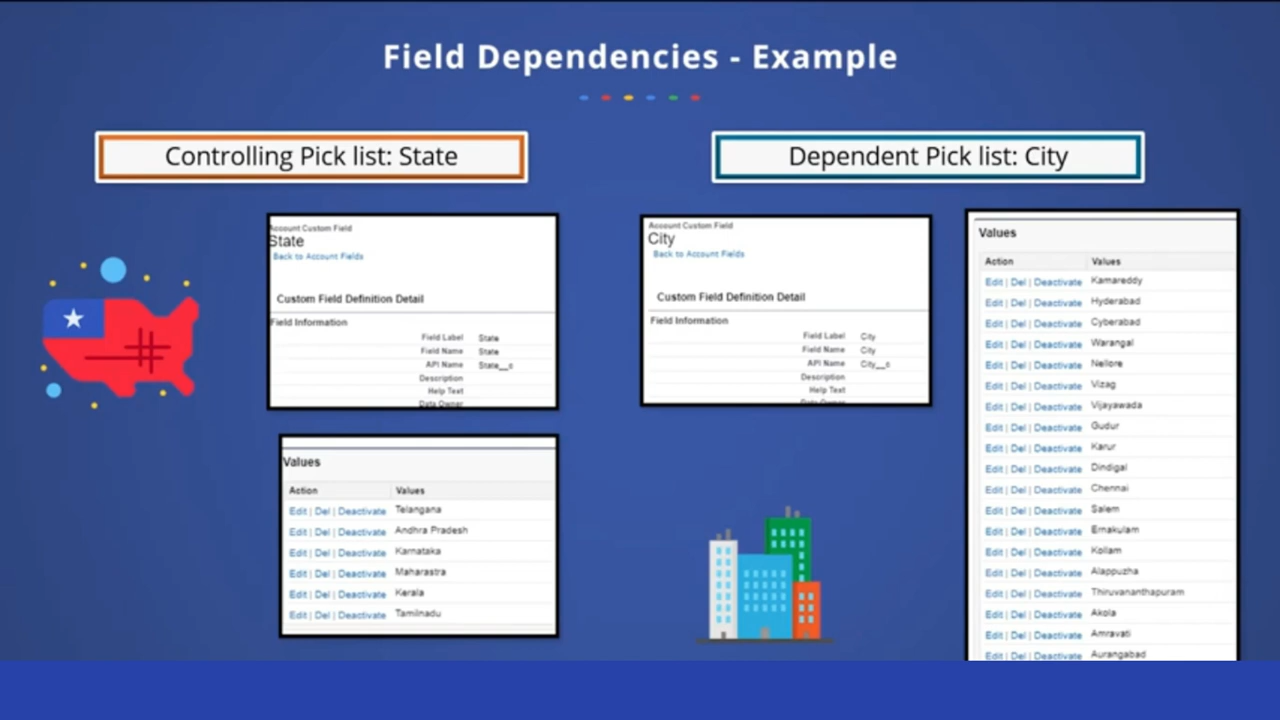 Field Dependencies - Example
Controlling Pick list: State
Dependent Pick list: City
Account Custom Field
State
Back to Account Fields
Custom Field Definition Detail
Field Information
Field Label State
Field Name State
API Name State__c
Description
Help Text
Data Owner
Values
Action Values
Edit | Del | Deactivate Telangana
Edit | Del | Deactivate Andhra Pradesh
Edit | Del | Deactivate Karnataka
Edit | Del | Deactivate Maharastra
Edit | Del | Deactivate Kerala
Edit | Del | Deactivate Tamilnadu
Account Custom Field
City
Back to Account Fields
Custom Field Definition Detail
Field Information
Field Label City
Field Name City
API Name City__c
Description
Help Text
Data Owner
Values
Action Values
Edit | Del | Deactivate Kamareddy
Edit | Del | Deactivate Hyderabad
Edit | Del | Deactivate Cyberabad
Edit | Del | Deactivate Warangal
Edit | Del | Deactivate Nellore
Edit | Del | Deactivate Vizag
Edit | Del | Deactivate Vijayawada
Edit | Del | Deactivate Gudur
Edit | Del | Deactivate Karur
Edit | Del | Deactivate Dindigal
Edit | Del | Deactivate Chennai
Edit | Del | Deactivate Salem
Edit | Del | Deactivate Ernakulam
Edit | Del | Deactivate Kollam
Edit | Del | Deactivate Alappuzha
Edit | Del | Deactivate Thiruvananthapuram
Edit | Del | Deactivate Akola
Edit | Del | Deactivate Amravati
Edit | Del | Deactivate Aurangabad